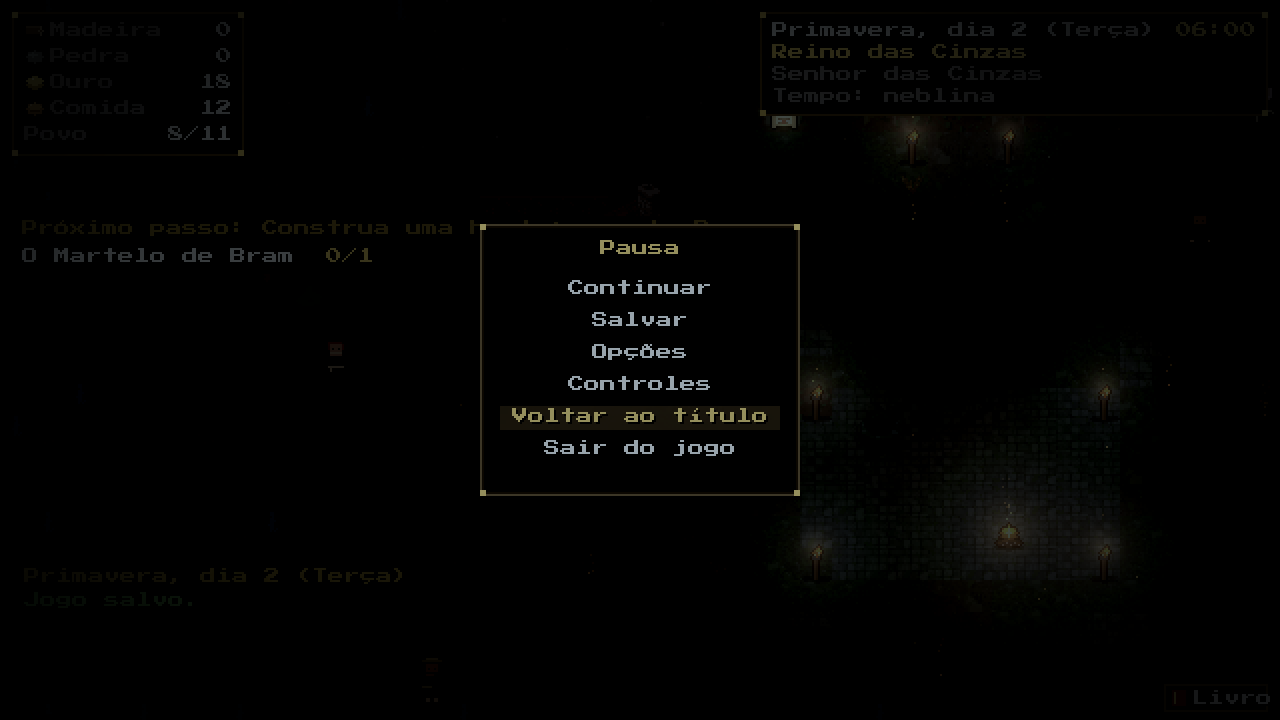 Madeira 0
Pedra 0
Ouro 18
Comida 12
Povo 8/11
Primavera, dia 2 (Terça) 06:00
Reino das Cinzas
Senhor das Cinzas
Tempo: neblina
Próximo passo: Construa uma
O Martelo de Bram 0/1
Pausa
Continuar
Salvar
Opções
Controles
Voltar ao título
Sair do jogo
Primavera, dia 2 (Terça)
Jogo salvo.
Livro